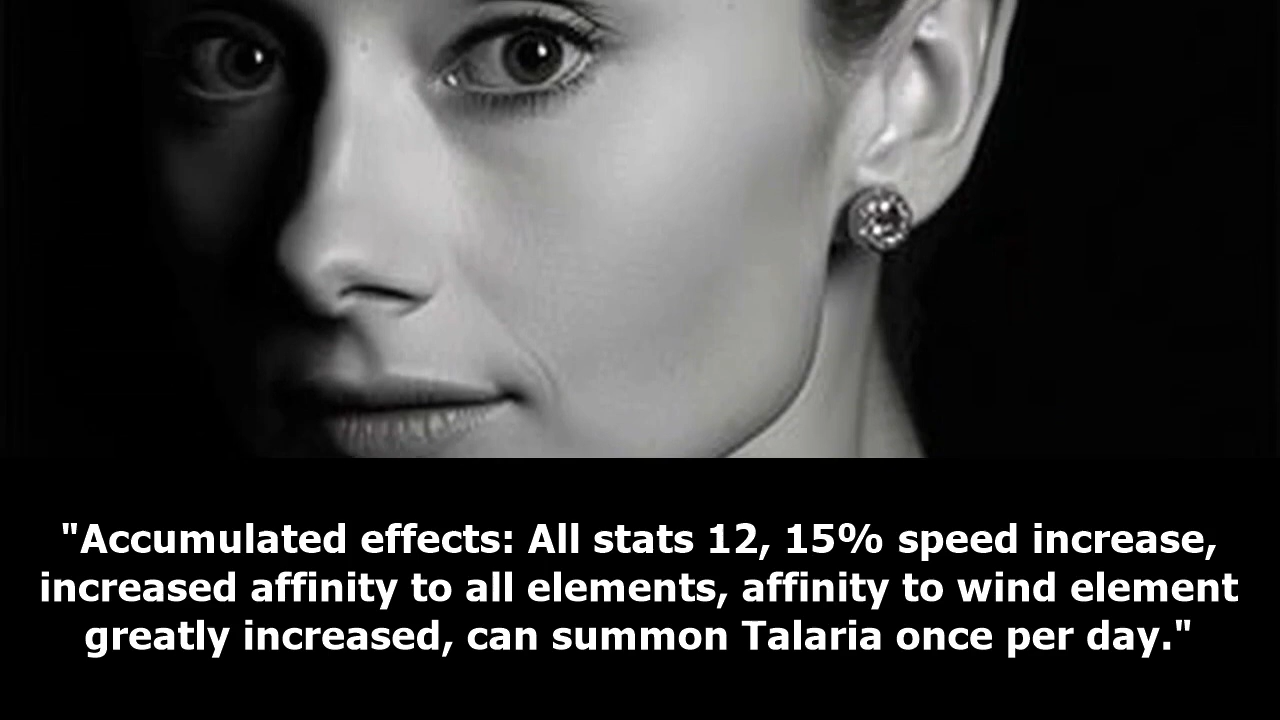 "Accumulated effects: All stats 12, 15% speed increase,
increased affinity to all elements, affinity to wind element
greatly increased, can summon Talaria once per day."